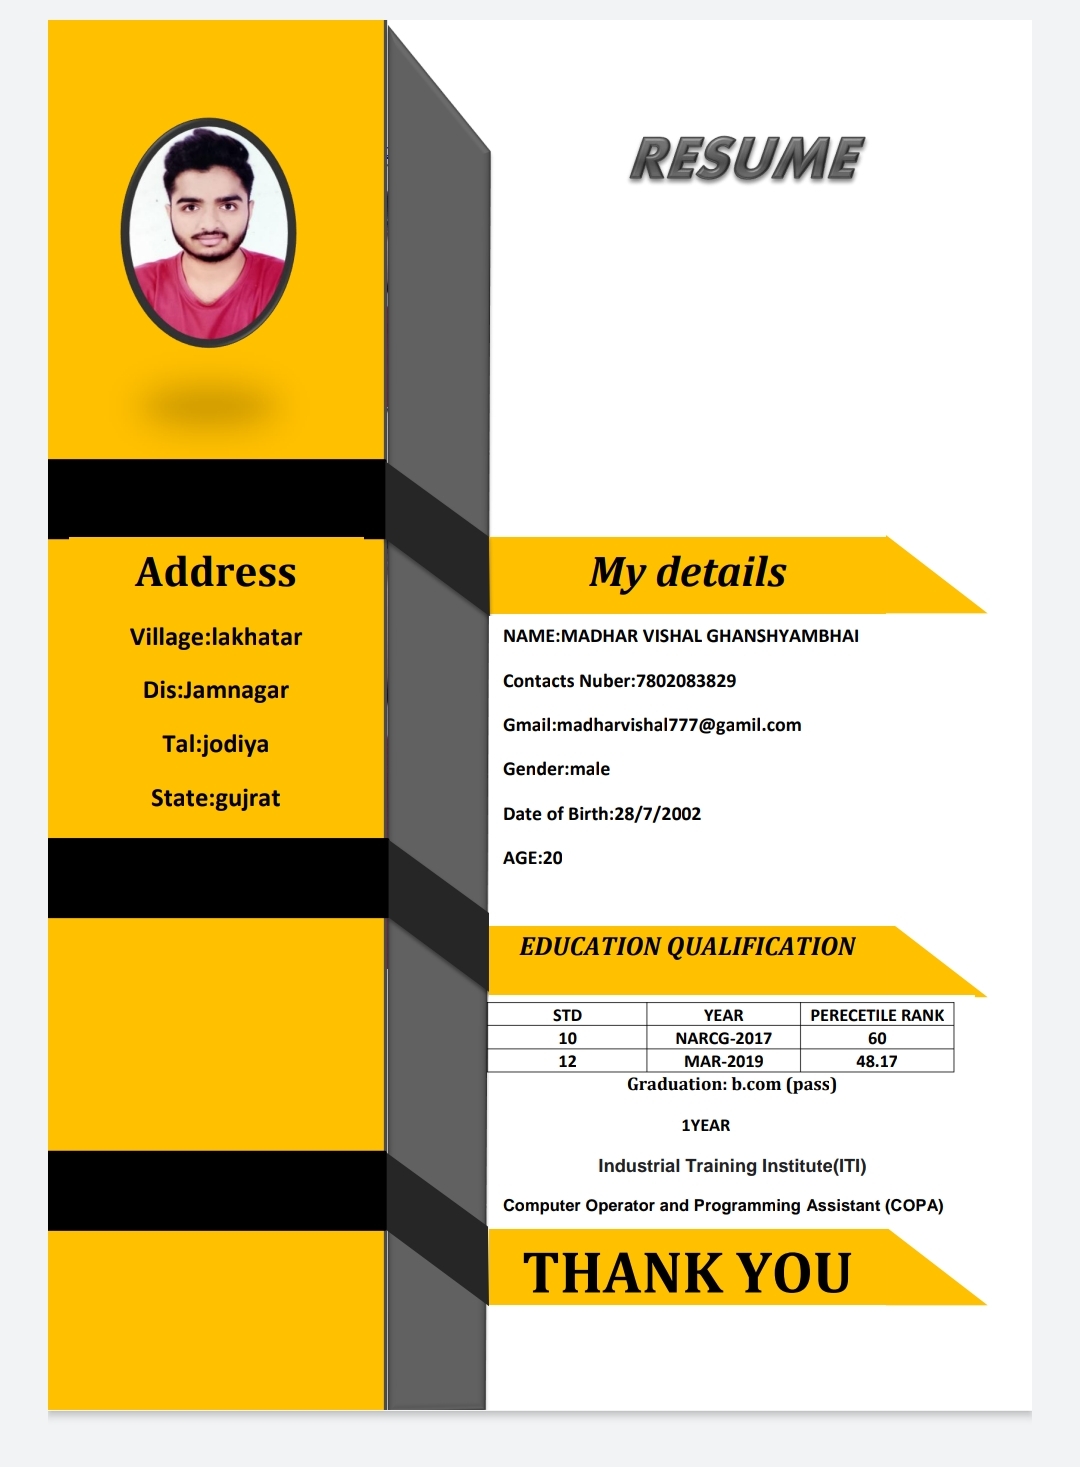 RESUME
Address
Village:lakhatar
Dis:Jamnagar
Tal:jodiya
State:gujrat
My details
NAME:MADHAR VISHAL GHANSHYAMBHAI
Contacts Nuber:7802083829
Gmail:madharvishal777@gamil.com
Gender:male
Date of Birth:28/7/2002
AGE:20
EDUCATION QUALIFICATION
STD YEAR PERECETILE RANK
10 NARCG-2017 60
12 MAR-2019 48.17
Graduation: b.com (pass)
1YEAR
Industrial Training Institute(ITI)
Computer Operator and Programming Assistant (COPA)
THANK YOU